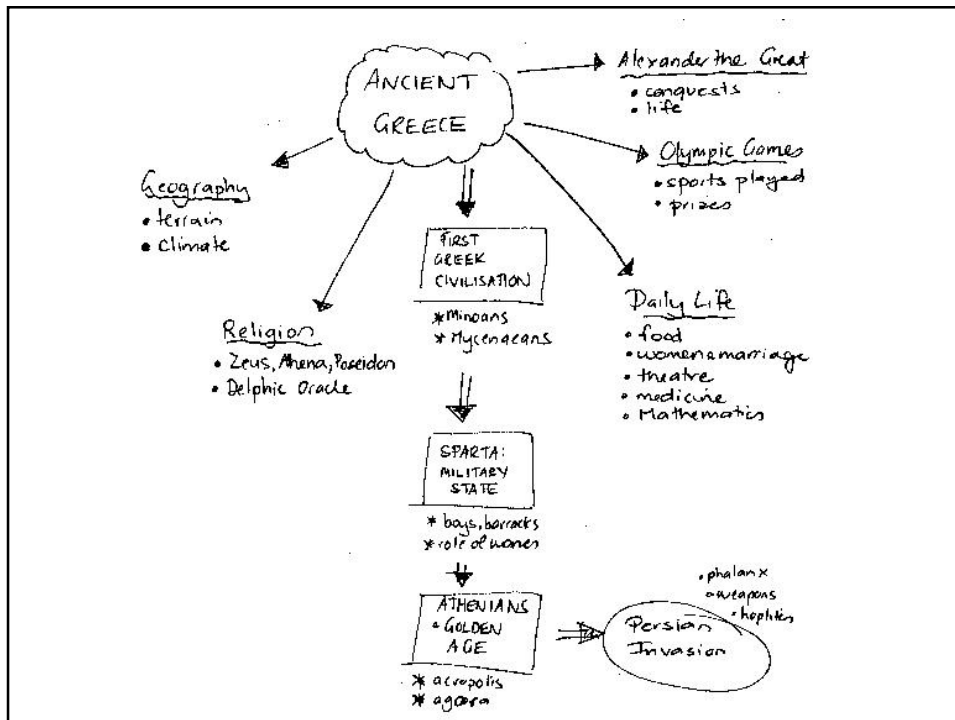 ANCIENT
GREECE
Alexander the Great
• conquests
• life
Olympic Games
• sports played
• prizes
Geography
• terrain
• climate
Religion
• Zeus, Ahena, Poseidon
• Delphic Oracle
FIRST
GREEK
CIVILISATION
* Minoans
* Mycenaeans
Daily Life
• food
• women & marriage
• theatre
• medicine
• Mathematics
SPARTA:
MILITARY
STATE
* boys, barracks
* role of women
ATHENIANS
• GOLDEN
AGE
* acropolis
* agora
• phalanx
• weapons
• hoplites
Persian
Invasion